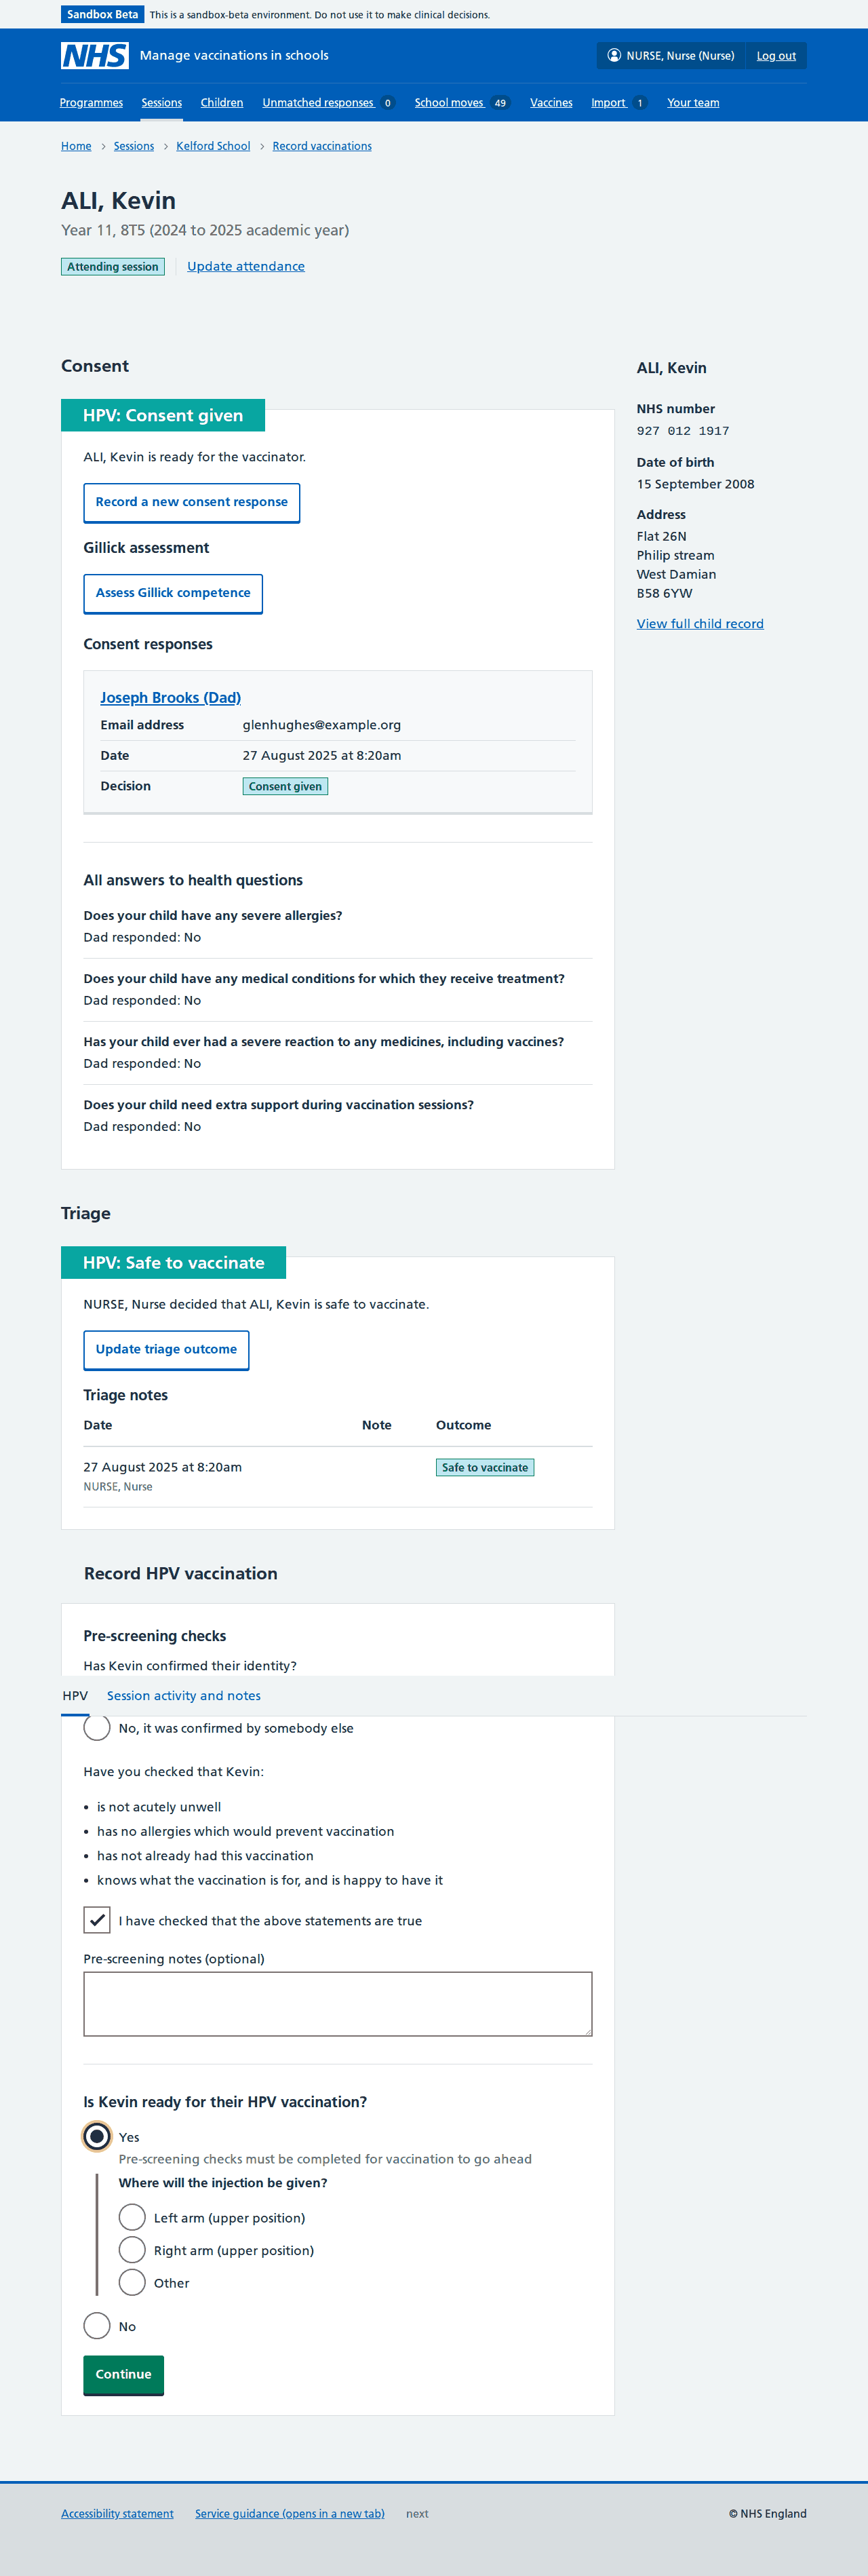 Sandbox Beta This is a sandbox-beta environment. Do not use it to make clinical decisions.
NHS Manage vaccinations in schools NURSE, Nurse (Nurse) Log out
Programmes Sessions Children Unmatched responses 0 School moves 49 Vaccines Import 1 Your team
Home Sessions Kelford School Record vaccinations
ALI, Kevin
Year 11, 8T5 (2024 to 2025 academic year)
Attending session Update attendance
Consent
HPV: Consent given
ALI, Kevin is ready for the vaccinator.
Record a new consent response
Gillick assessment
Assess Gillick competence
Consent responses
Joseph Brooks (Dad)
Email address glenhughes@example.org
Date 27 August 2025 at 8:20am
Decision Consent given
All answers to health questions
Does your child have any severe allergies?
Dad responded: No
Does your child have any medical conditions for which they receive treatment?
Dad responded: No
Has your child ever had a severe reaction to any medicines, including vaccines?
Dad responded: No
Does your child need extra support during vaccination sessions?
Dad responded: No
ALI, Kevin
NHS number
927 012 1917
Date of birth
15 September 2008
Address
Flat 26N
Philip stream
West Damian
B58 6YW
View full child record
Triage
HPV: Safe to vaccinate
NURSE, Nurse decided that ALI, Kevin is safe to vaccinate.
Update triage outcome
Triage notes
Date Note Outcome
27 August 2025 at 8:20am Safe to vaccinate
NURSE, Nurse
Record HPV vaccination
Pre-screening checks
Has Kevin confirmed their identity?
HPV Session activity and notes
No, it was confirmed by somebody else
Have you checked that Kevin:
• is not acutely unwell
• has no allergies which would prevent vaccination
• has not already had this vaccination
• knows what the vaccination is for, and is happy to have it
I have checked that the above statements are true
Pre-screening notes (optional)
Is Kevin ready for their HPV vaccination?
Yes
Pre-screening checks must be completed for vaccination to go ahead
Where will the injection be given?
Left arm (upper position)
Right arm (upper position)
Other
No
Continue
Accessibility statement Service guidance (opens in a new tab) next © NHS England